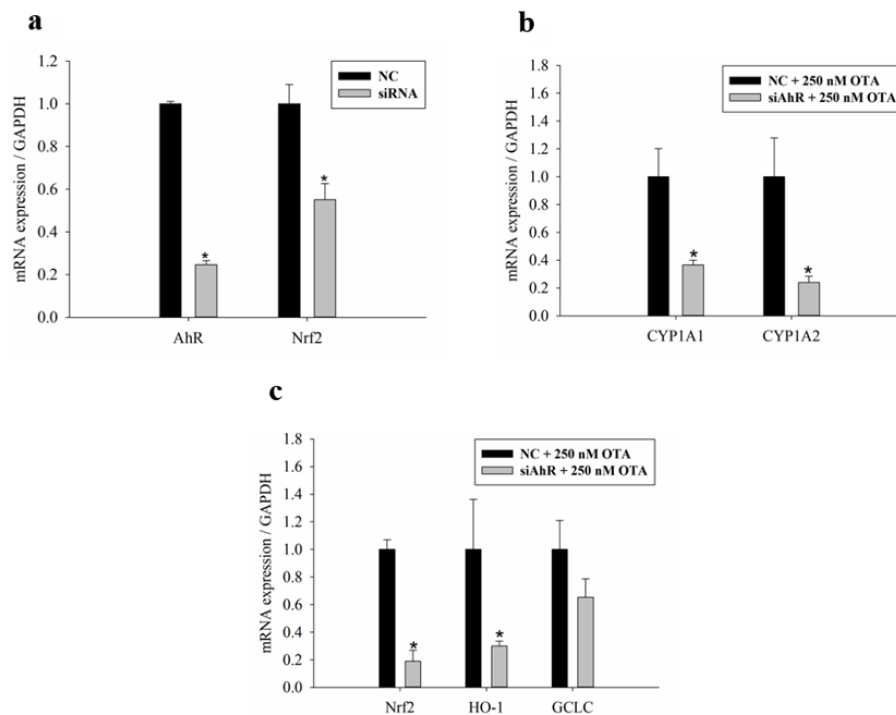 a
mRNA expression / GAPDH
1.2
1.0
0.8
0.6
0.4
0.2
0.0
NC
siRNA
*
*
AhR
Nrf2
b
mRNA expression / GAPDH
1.8
1.6
1.4
1.2
1.0
0.8
0.6
0.4
0.2
0.0
NC + 250 nM OTA
siAhR + 250 nM OTA
*
*
CYP1A1
CYP1A2
c
mRNA expression / GAPDH
1.8
1.6
1.4
1.2
1.0
0.8
0.6
0.4
0.2
0.0
NC + 250 nM OTA
siAhR + 250 nM OTA
*
*
Nrf2
HO-1
GCLC